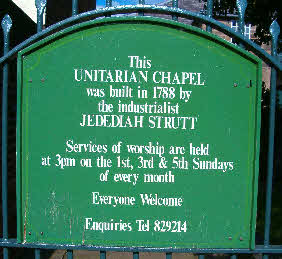 This
UNITARIAN CHAPEL
was built in 1788 by
the industrialist
JEDEDIAH STRUTT
Services of worship are held
at 3pm on the 1st, 3rd & 5th Sundays
of every month
Everyone Welcome
Enquiries Tel 829214